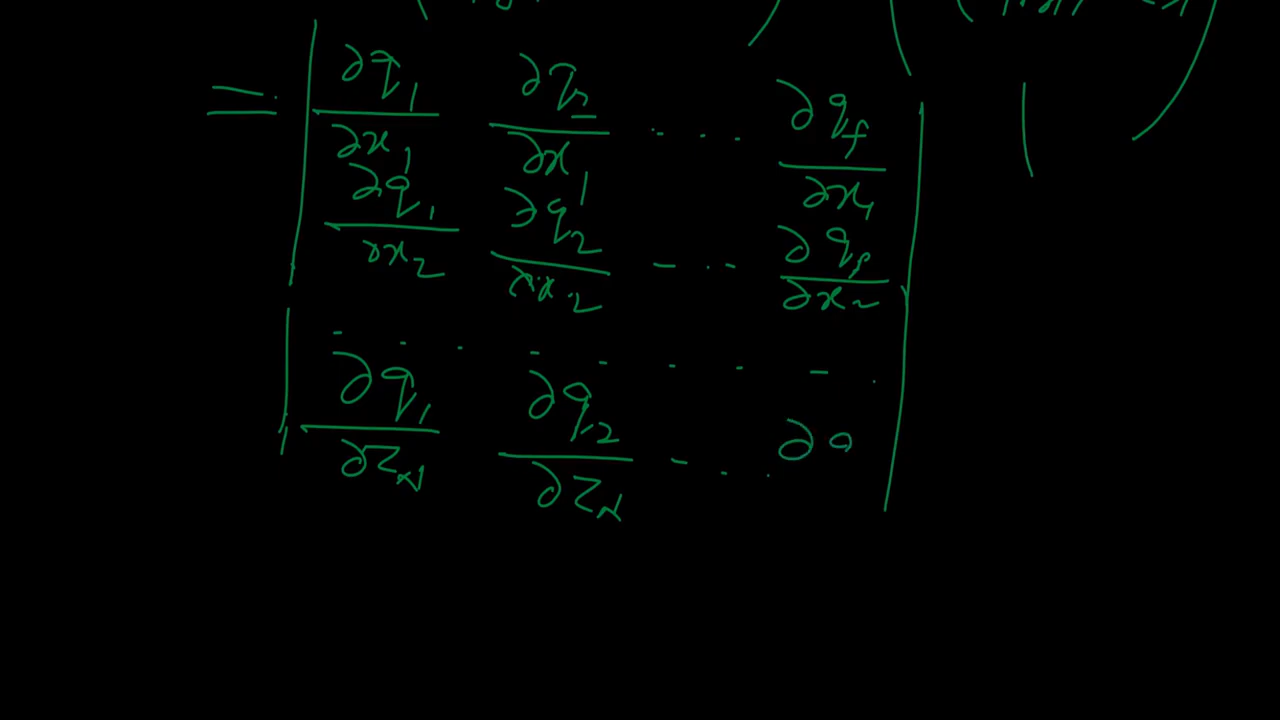 = | ∂q₁/∂x₁ ∂q₂/∂x₁ ... ∂q_f/∂x₁ |
∂q₁/∂x₂ ∂q₂/∂x₂ - . - ∂q_f/∂x₂
- . . - . . . - .
∂q₁/∂z_N ∂q₂/∂z_N - . . ∂q